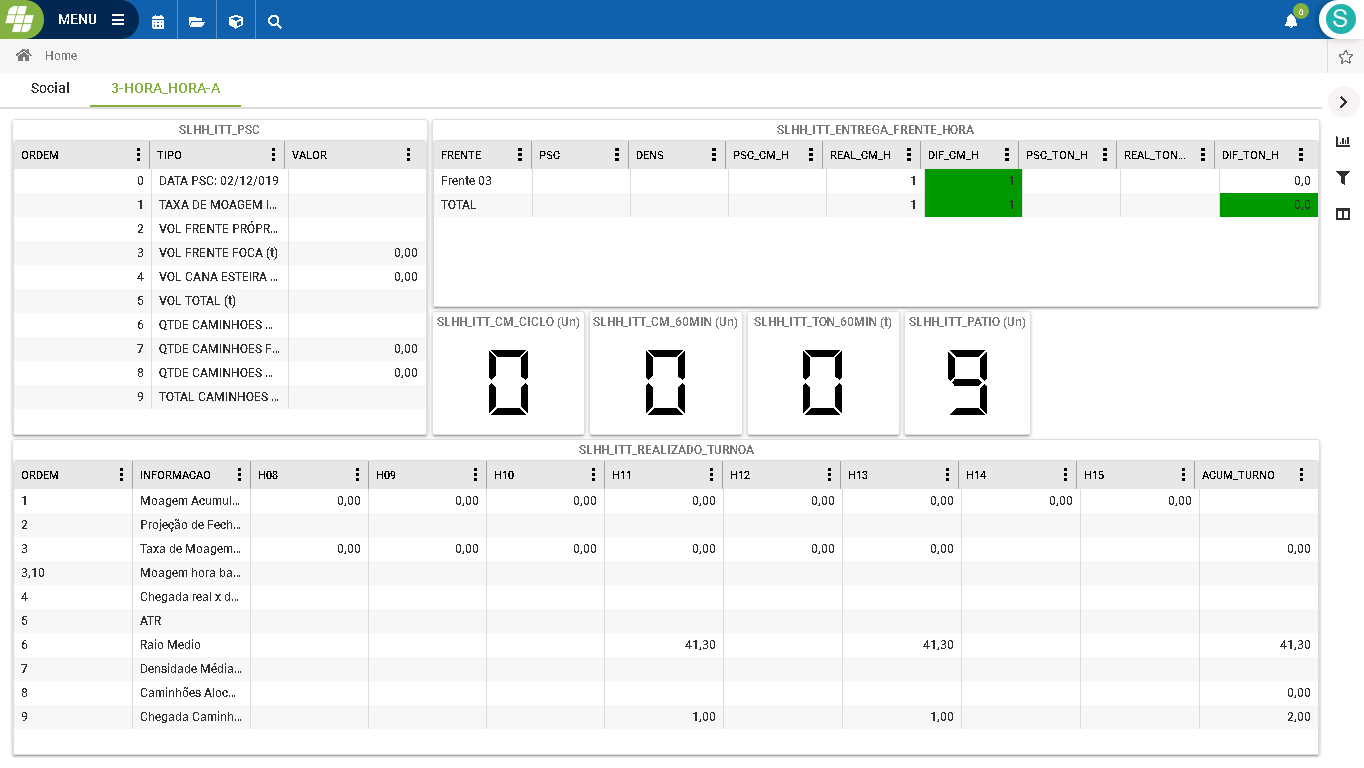 MENU
0
S
Home
Social 3-HORA_HORA-A
SLHH_ITT_PSC
ORDEM TIPO VALOR
0 DATA PSC: 02/12/019
1 TAXA DE MOAGEM I...
2 VOL FRENTE PRÓPR...
3 VOL FRENTE FOCA (t) 0,00
4 VOL CANA ESTEIRA ... 0,00
5 VOL TOTAL (t)
6 QTDE CAMINHOES ...
7 QTDE CAMINHOES F... 0,00
8 QTDE CAMINHOES ... 0,00
9 TOTAL CAMINHOES ...
SLHH_ITT_ENTREGA_FRENTE_HORA
FRENTE PSC DENS PSC_CM_H REAL_CM_H DIF_CM_H PSC_TON_H REAL_TON... DIF_TON_H
Frente 03 1 1 0,0
TOTAL 1 1 0,0
SLHH_ITT_CM_CICLO (Un) SLHH_ITT_CM_60MIN (Un) SLHH_ITT_TON_60MIN (t) SLHH_ITT_PATIO (Un)
0 0 0 9
SLHH_ITT_REALIZADO_TURNOA
ORDEM INFORMACAO H08 H09 H10 H11 H12 H13 H14 H15 ACUM_TURNO
1 Moagem Acumul... 0,00 0,00 0,00 0,00 0,00 0,00 0,00 0,00
2 Projeção de Fech...
3 Taxa de Moagem... 0,00 0,00 0,00 0,00 0,00 0,00 0,00
3,10 Moagem hora ba...
4 Chegada real x d...
5 ATR
6 Raio Medio 41,30 41,30 41,30
7 Densidade Média...
8 Caminhões Aloc... 0,00
9 Chegada Caminh... 1,00 1,00 2,00